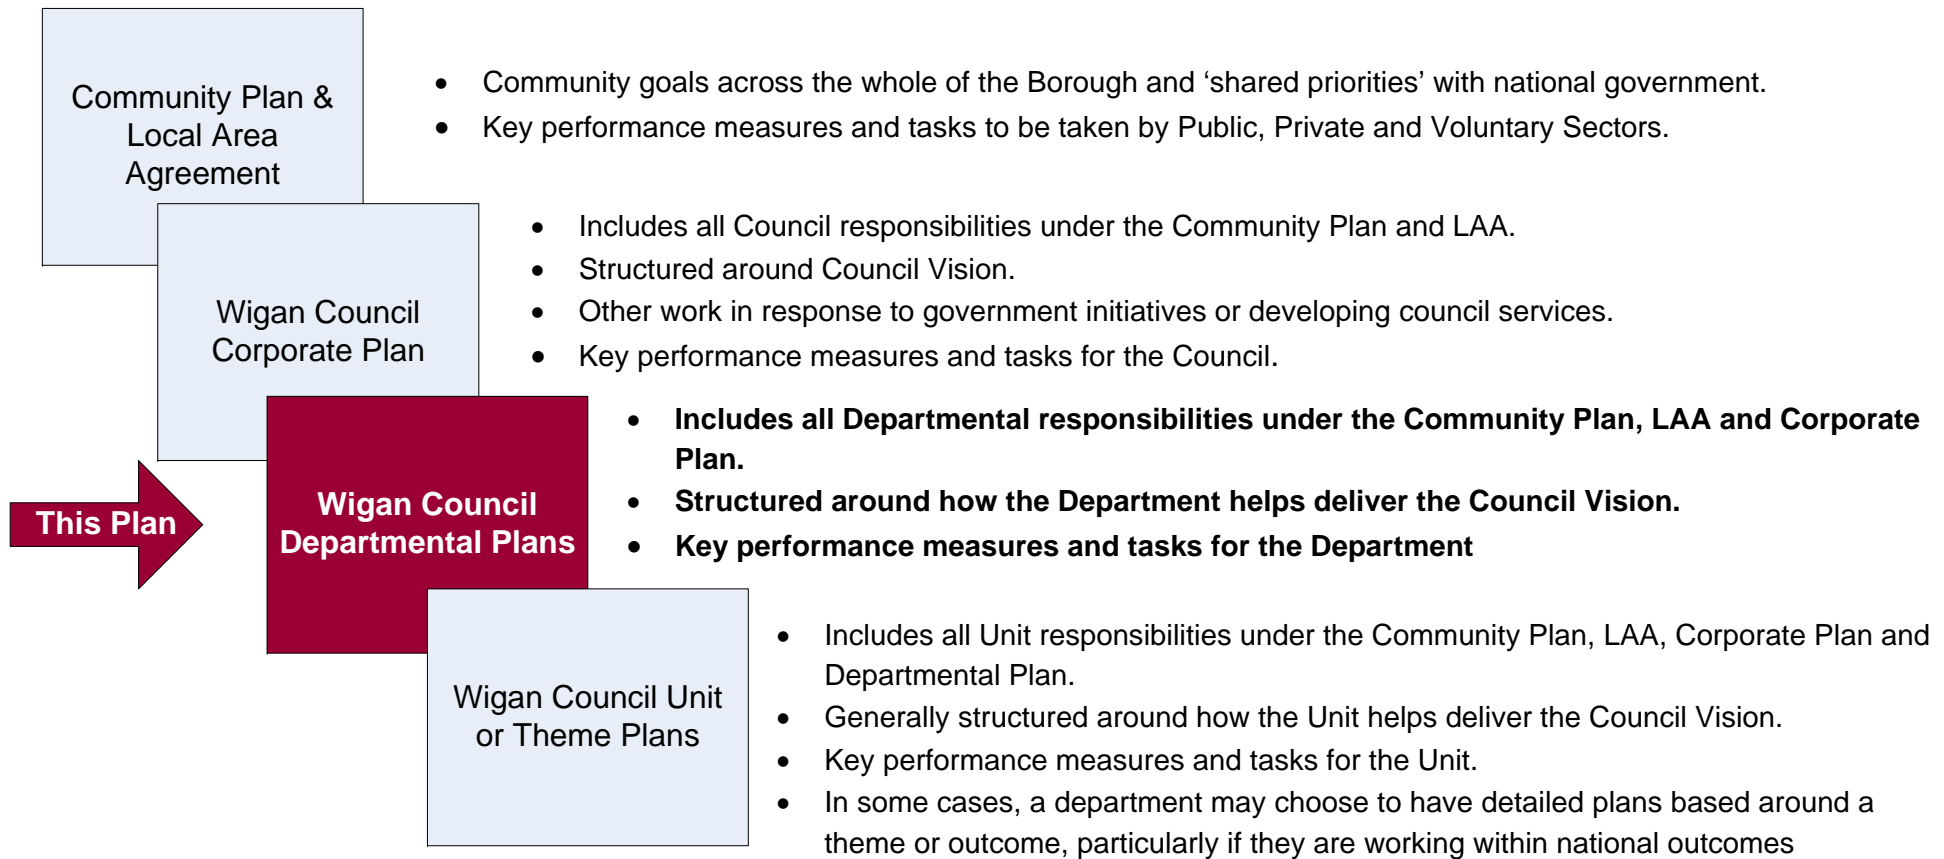 Community Plan &
Local Area
Agreement
• Community goals across the whole of the Borough and ‘shared priorities’ with national government.
• Key performance measures and tasks to be taken by Public, Private and Voluntary Sectors.
Wigan Council
Corporate Plan
• Includes all Council responsibilities under the Community Plan and LAA.
• Structured around Council Vision.
• Other work in response to government initiatives or developing council services.
• Key performance measures and tasks for the Council.
This Plan
Wigan Council
Departmental Plans
• Includes all Departmental responsibilities under the Community Plan, LAA and Corporate
Plan.
• Structured around how the Department helps deliver the Council Vision.
• Key performance measures and tasks for the Department
Wigan Council Unit
or Theme Plans
• Includes all Unit responsibilities under the Community Plan, LAA, Corporate Plan and
Departmental Plan.
• Generally structured around how the Unit helps deliver the Council Vision.
• Key performance measures and tasks for the Unit.
• In some cases, a department may choose to have detailed plans based around a
theme or outcome, particularly if they are working within national outcomes